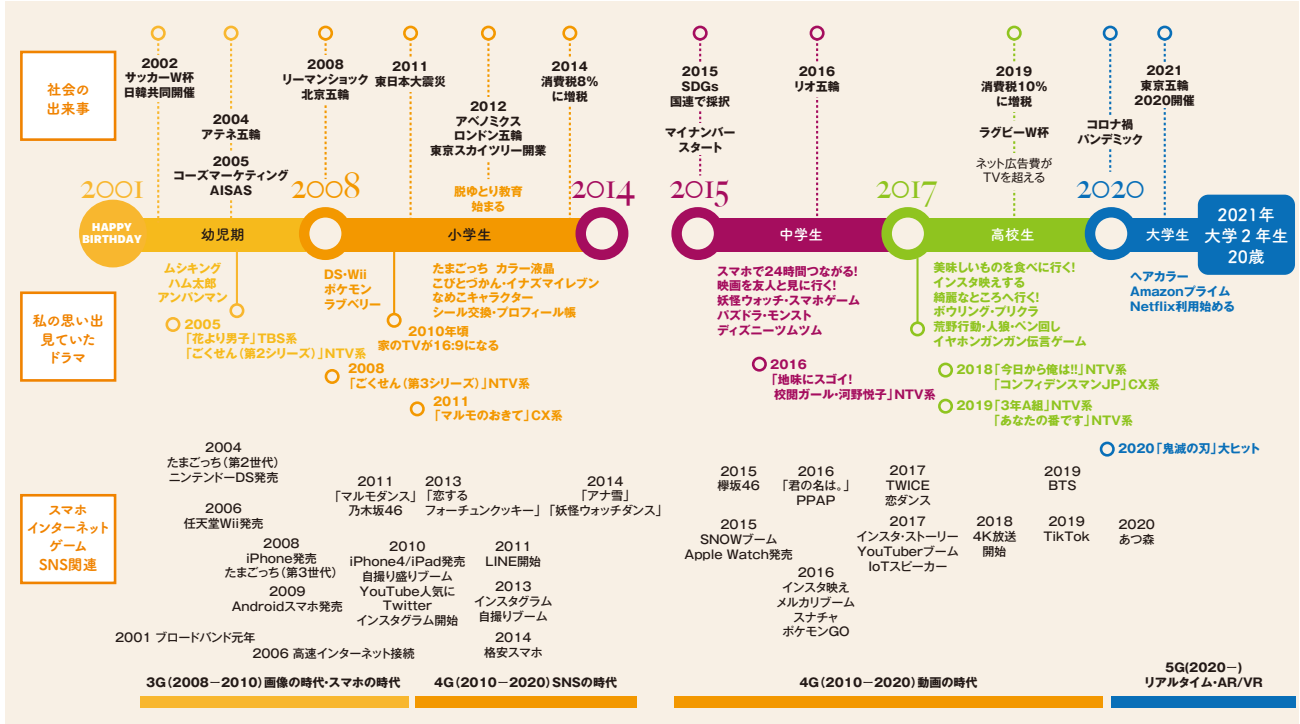 社会の
出来事
2002
サッカーW杯
日韓共同開催
2004
アテネ五輪
2005
コーズマーケティング
AISAS
2008
リーマンショック
北京五輪
2011
東日本大震災
2012
アベノミクス
ロンドン五輪
東京スカイツリー開業
脱ゆとり教育
始まる
2014
消費税8%
に増税
2015
SDGs
国連で採択
マイナンバー
スタート
2016
リオ五輪
2019
消費税10%
に増税
ラグビーW杯
ネット広告費が
TVを超える
コロナ禍
パンデミック
2021
東京五輪
2020開催
2001
2008
2014
2015
2017
2020
HAPPY
BIRTHDAY
幼児期
小学生
中学生
高校生
大学生
2021年
大学2年生
20歳
私の思い出
見ていた
ドラマ
ムシキング
ハム太郎
アンパンマン
2005
「花より男子」TBS系
「ごくせん(第2シリーズ)」NTV系
DS・Wii
ポケモン
ラブベリー
たまごっち カラー液晶
こびとづかん・イナズマイレブン
なめこキャラクター
シール交換・プロフィール帳
2010年頃
家のTVが16:9になる
2008
「ごくせん(第3シリーズ)」NTV系
2011
「マルモのおきて」CX系
スマホで24時間つながる!
映画を友人と見に行く!
妖怪ウォッチ・スマホゲーム
パズドラ・モンスト
ディズニーツムツム
2016
「地味にスゴイ!
校閲ガール・河野悦子」NTV系
美味しいものを食べに行く!
インスタ映えする
綺麗なところへ行く!
ボウリング・プリクラ
荒野行動・人狼・ペン回し
イヤホンガンガン伝言ゲーム
2018「今日から俺は!!」NTV系
「コンフィデンスマンJP」CX系
2019「3年A組」NTV系
「あなたの番です」NTV系
ヘアカラー
Amazonプライム
Netflix利用始める
2020「鬼滅の刃」大ヒット
スマホ
インターネット
ゲーム
SNS関連
2004
たまごっち(第2世代)
ニンテンドーDS発売
2006
任天堂Wii発売
2008
iPhone発売
たまごっち(第3世代)
2009
Androidスマホ発売
2001 ブロードバンド元年
2006 高速インターネット接続
2011
「マルモダンス」
乃木坂46
2013
「恋する
フォーチュンクッキー」
2014
「アナ雪」
「妖怪ウォッチダンス」
2010
iPhone4/iPad発売
自撮り盛りブーム
YouTube人気に
Twitter
インスタグラム開始
2011
LINE開始
2013
インスタグラム
自撮りブーム
2014
格安スマホ
2015
欅坂46
2016
「君の名は。」
PPAP
2017
TWICE
恋ダンス
2019
BTS
2015
SNOWブーム
Apple Watch発売
2016
インスタ映え
メルカリブーム
スナチャ
ポケモンGO
2017
インスタ・ストーリー
YouTuberブーム
IoTスピーカー
2018
4K放送
開始
2019
TikTok
2020
あつ森
3G(2008−2010)画像の時代・スマホの時代
4G(2010−2020)SNSの時代
4G(2010−2020)動画の時代
5G(2020−)
リアルタイム・AR/VR